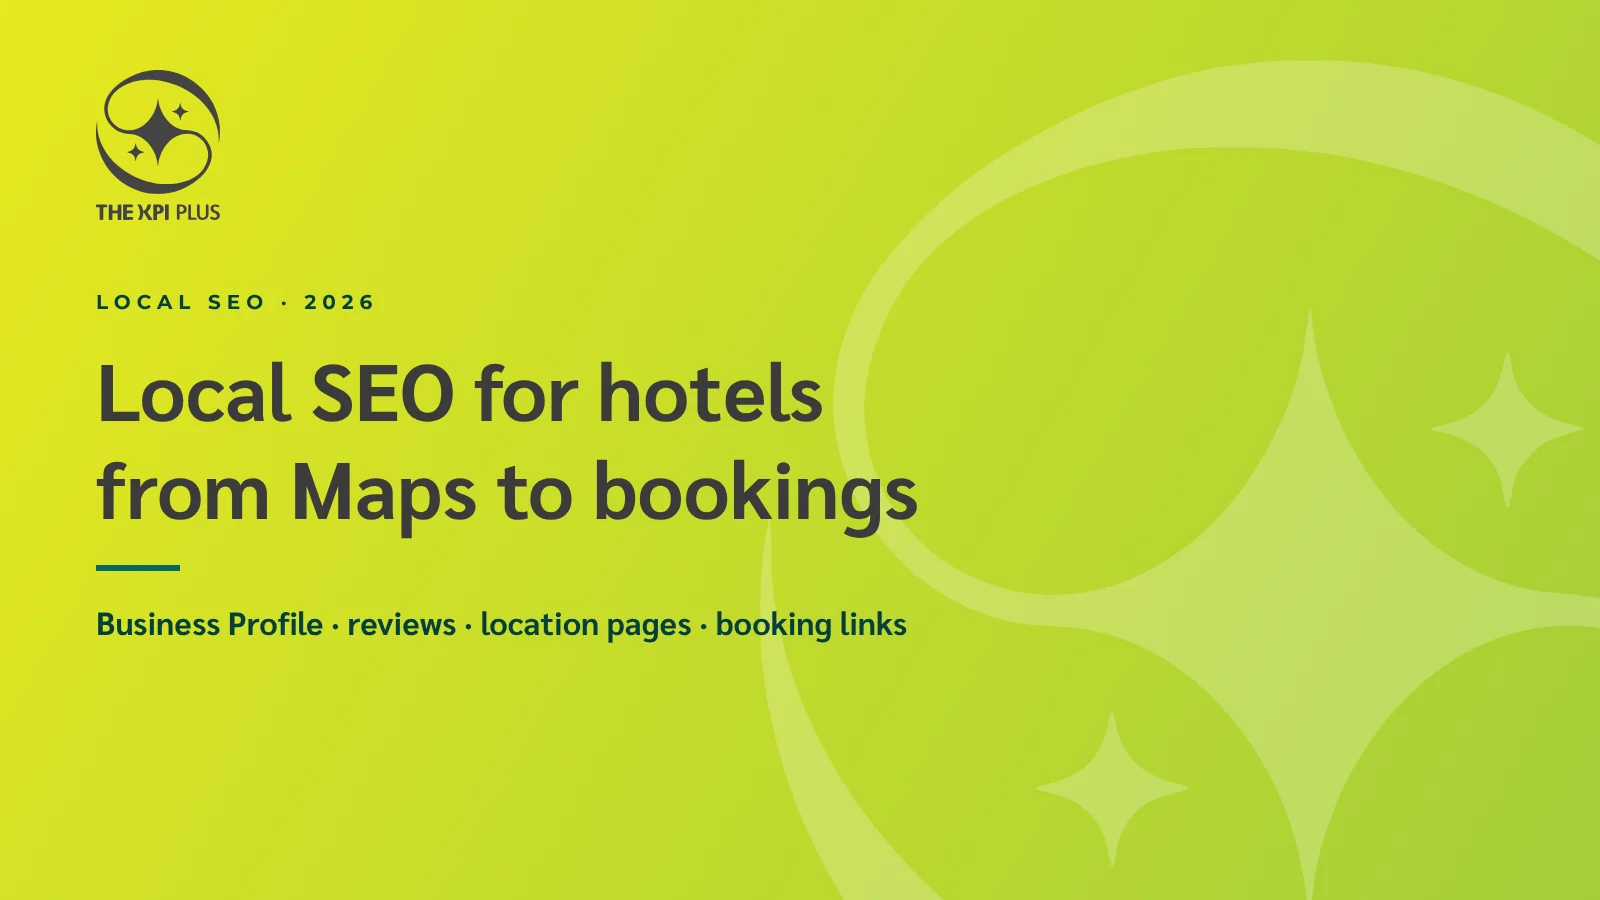 THE XPI PLUS
LOCAL SEO · 2026
Local SEO for hotels
from Maps to bookings
Business Profile · reviews · location pages · booking links